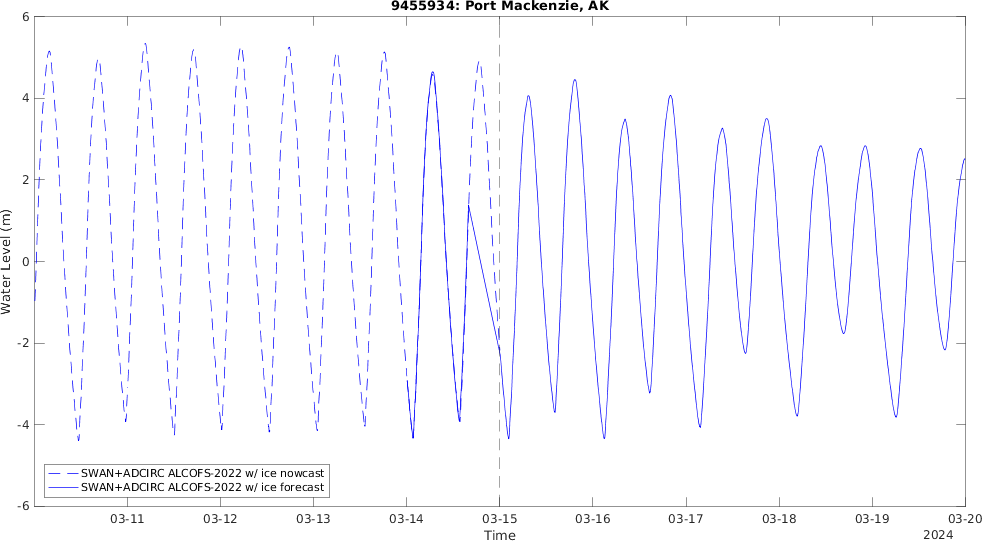 9455934: Port Mackenzie, AK
Water Level (m)
6
4
2
0
-2
-4
-6
SWAN+ADCIRC ALCOFS-2022 w/ ice nowcast
SWAN+ADCIRC ALCOFS-2022 w/ ice forecast
03-11 03-12 03-13 03-14 03-15 03-16 03-17 03-18 03-19 03-20
Time
2024